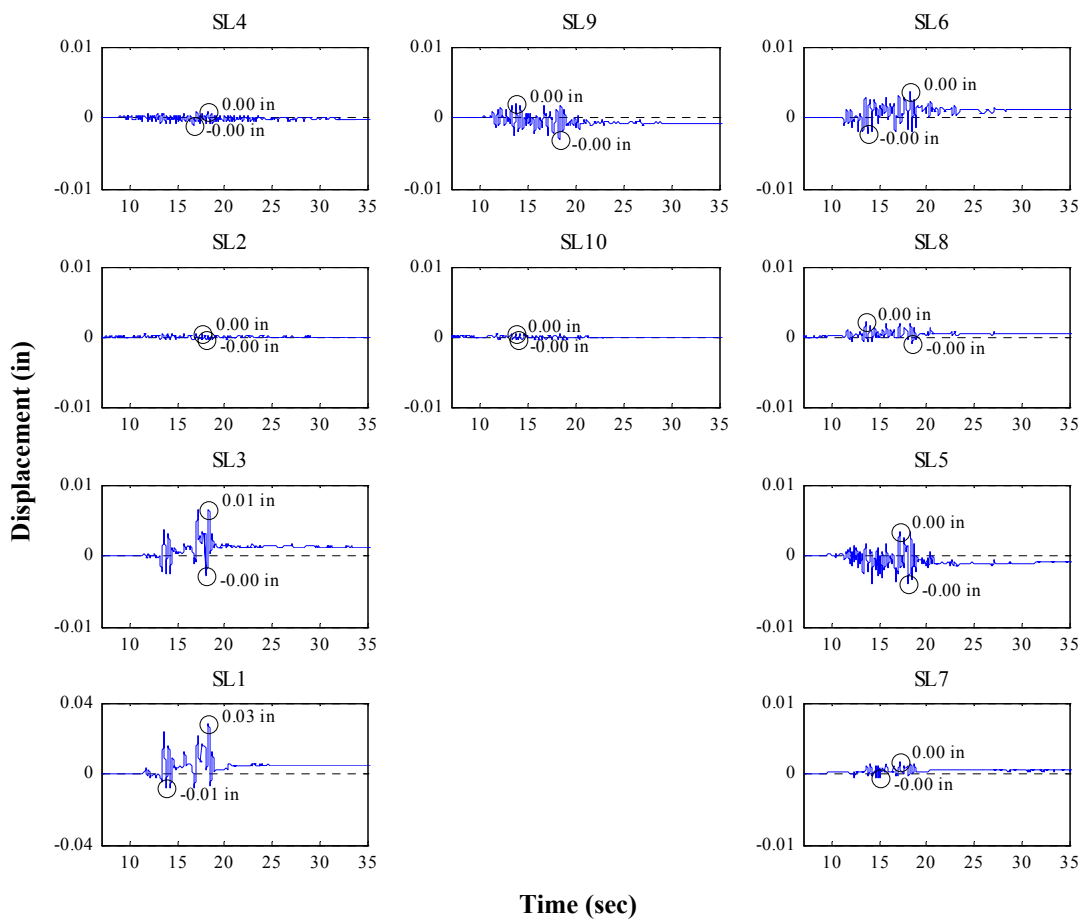 SL4
SL9
SL6
0.01
0.00 in
0
-0.00 in
-0.01
10 15 20 25 30 35
0.01
0.00 in
0
-0.00 in
-0.01
10 15 20 25 30 35
0.01
0.00 in
0
-0.00 in
-0.01
10 15 20 25 30 35
SL2
SL10
SL8
0.01
0.00 in
0
-0.00 in
-0.01
10 15 20 25 30 35
0.01
0.00 in
0
-0.00 in
-0.01
10 15 20 25 30 35
0.01
0.00 in
0
-0.00 in
-0.01
10 15 20 25 30 35
Displacement (in)
SL3
SL5
0.01
0.01 in
0
-0.00 in
-0.01
10 15 20 25 30 35
0.01
0.00 in
0
-0.00 in
-0.01
10 15 20 25 30 35
SL1
SL7
0.04
0.03 in
0
-0.01 in
-0.04
10 15 20 25 30 35
0.01
0.00 in
0
-0.00 in
-0.01
10 15 20 25 30 35
Time (sec)